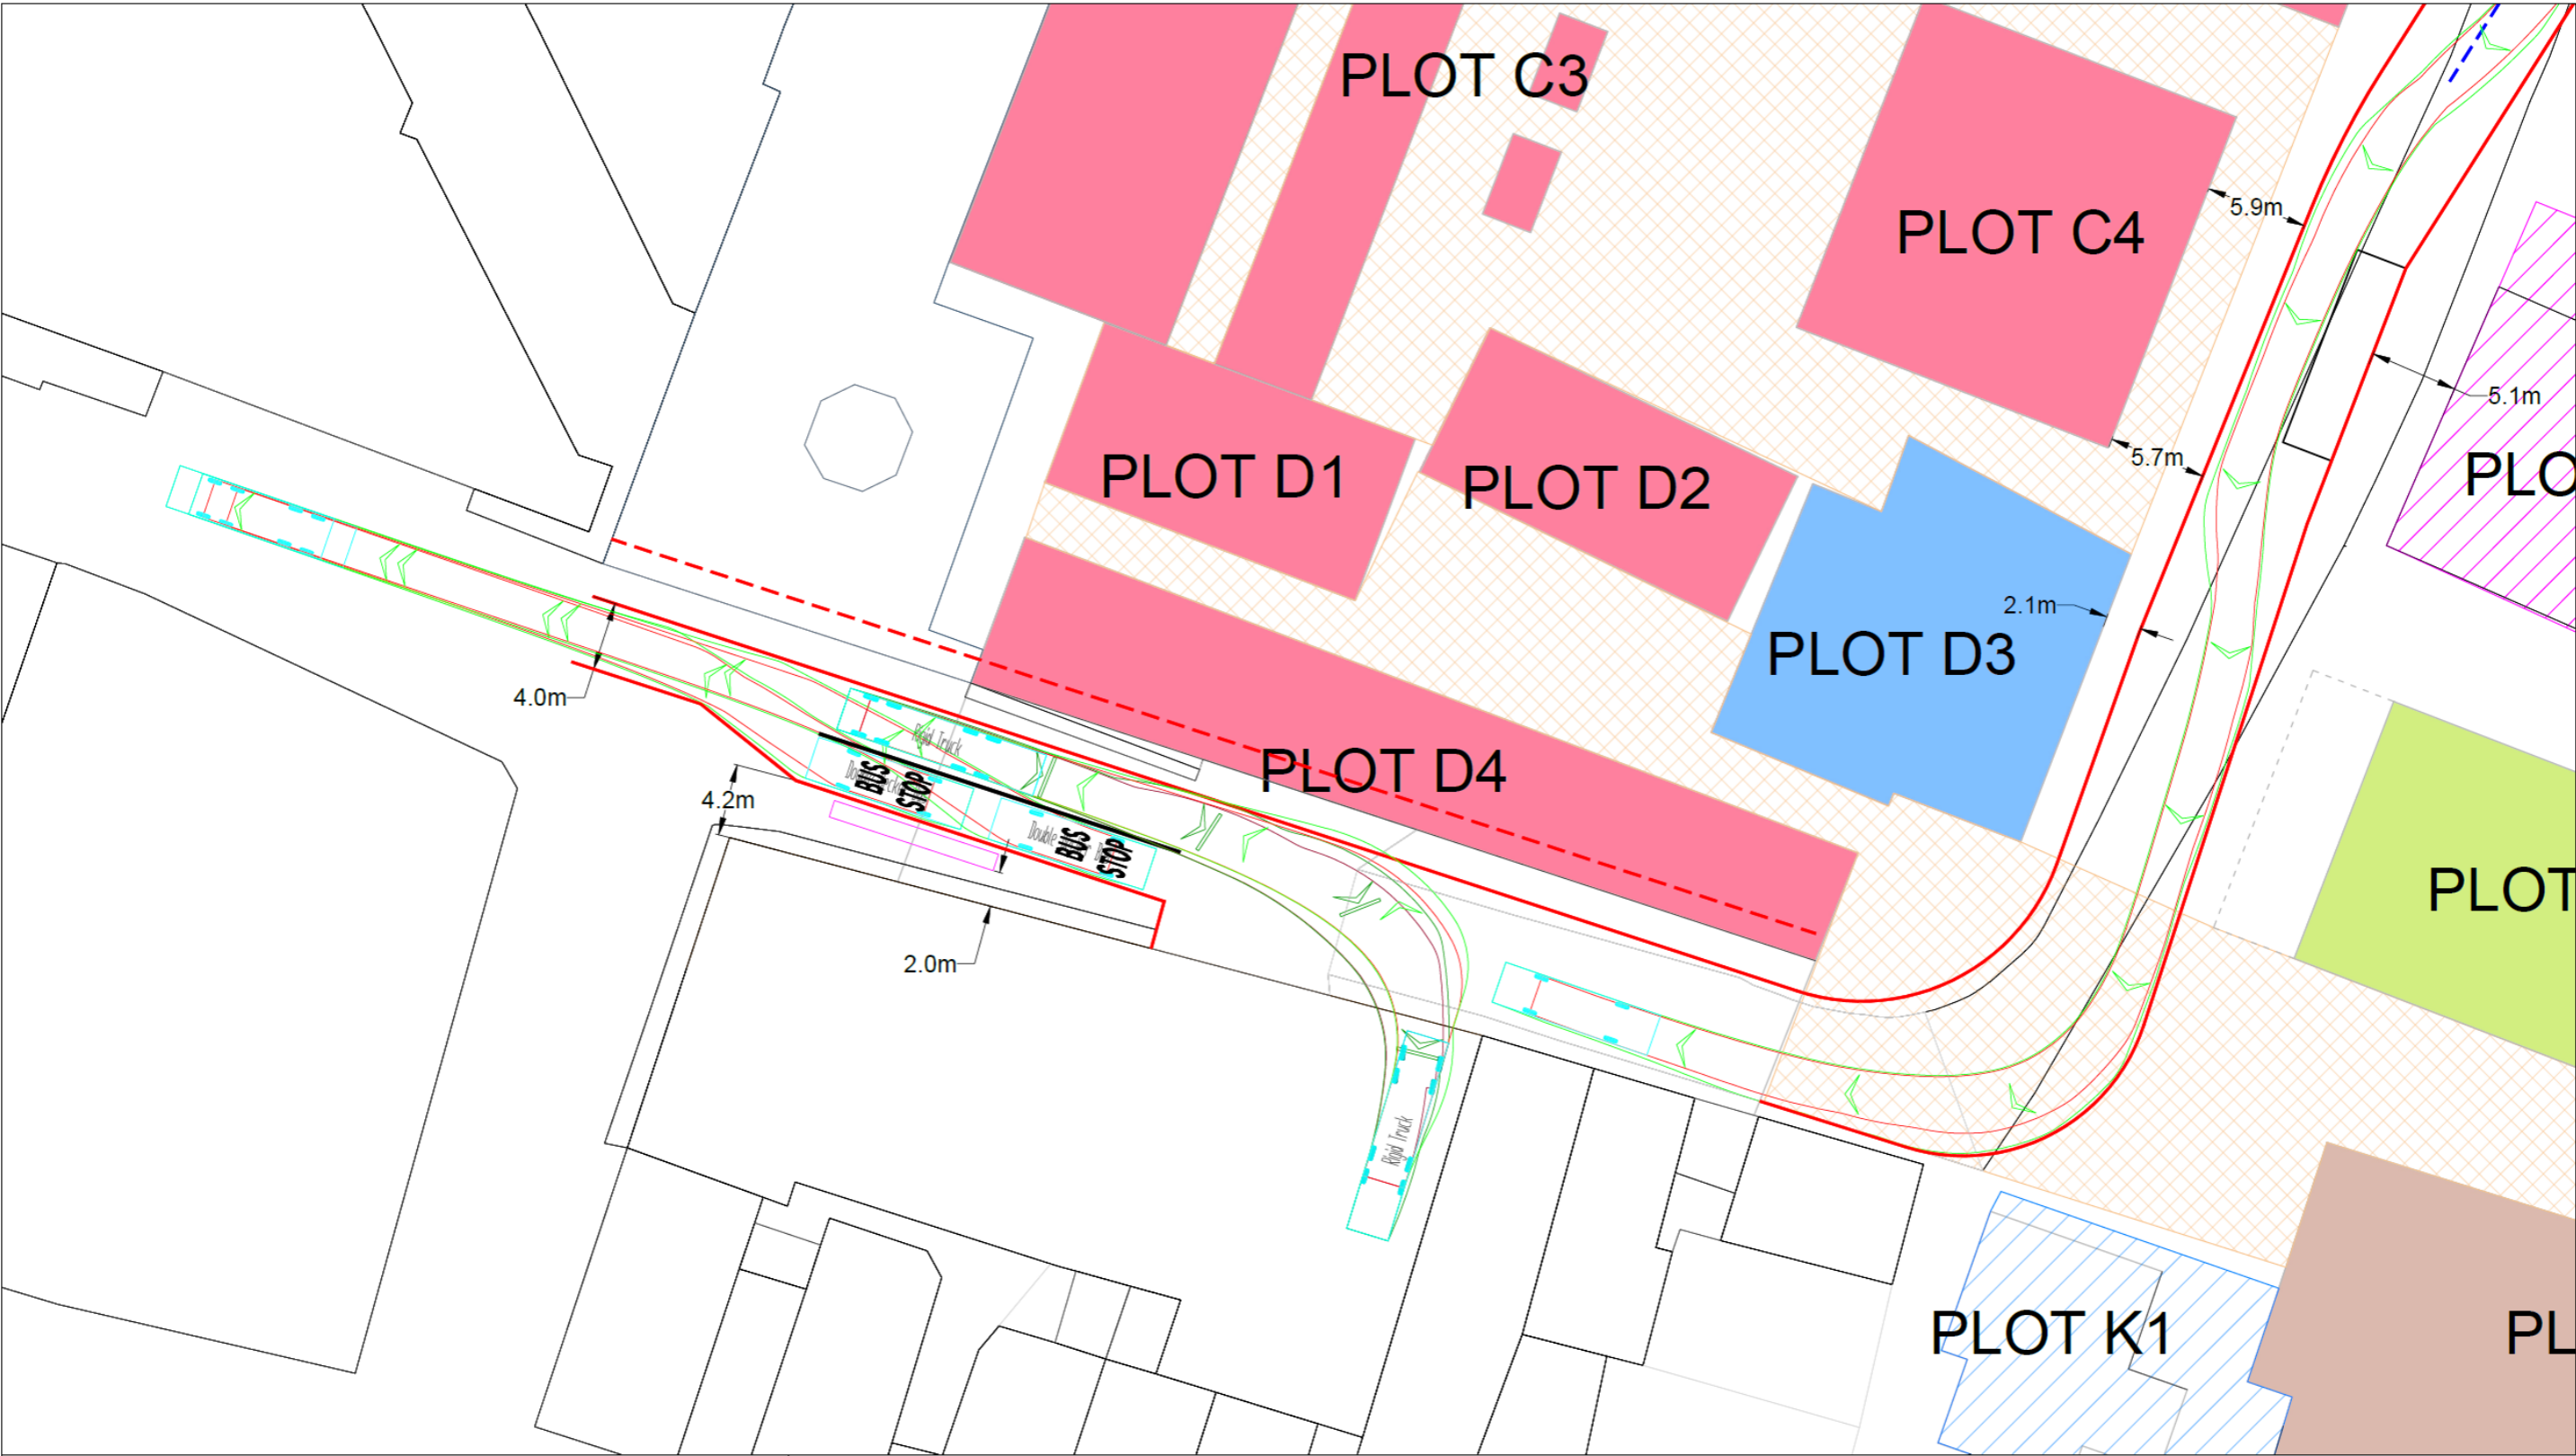 PLOT C3
PLOT C4
5.9m
5.1m
5.7m
PLO
PLOT D1
PLOT D2
2.1m
PLOT D3
4.0m
Rigid Truck
PLOT D4
BUS
STOP
4.2m
Double
BUS
STOP
PLOT
2.0m
Rigid Truck
PLOT K1
PL